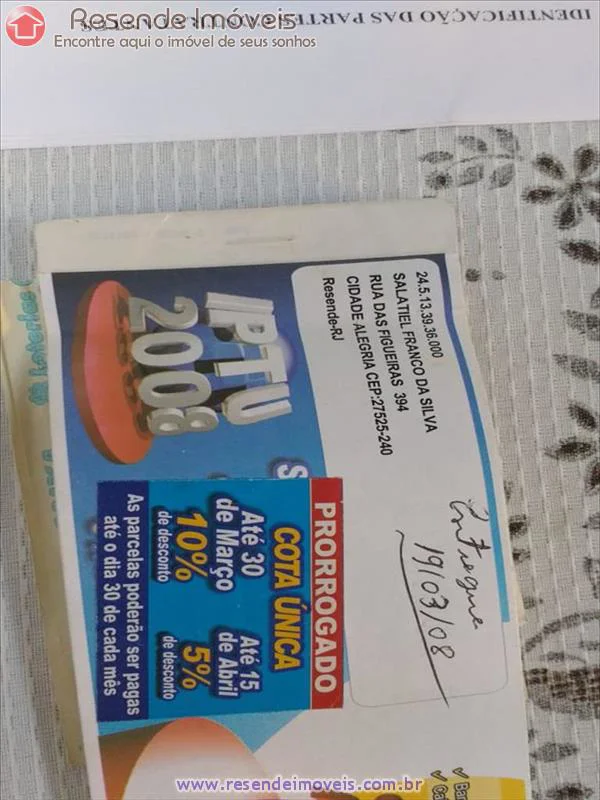 Resende Imóveis
Encontre aqui o imóvel de seus sonhos
IDENTIFICAÇÃO DAS PARTES
24.5.13.39.36.000
SALATIEL FRANCO DA SILVA
RUA DAS FIGUEIRAS 394
CIDADE ALEGRIA CEP:27525-240
Resende-RJ
IPTU
2008
Entregue
19/03/08
PRORROGADO
COTA ÚNICA
Até 30
de Março
10%
de desconto
Até 15
de Abril
5%
de desconto
As parcelas poderão ser pagas
até o dia 30 de cada mês
www.resendeimoveis.com.br